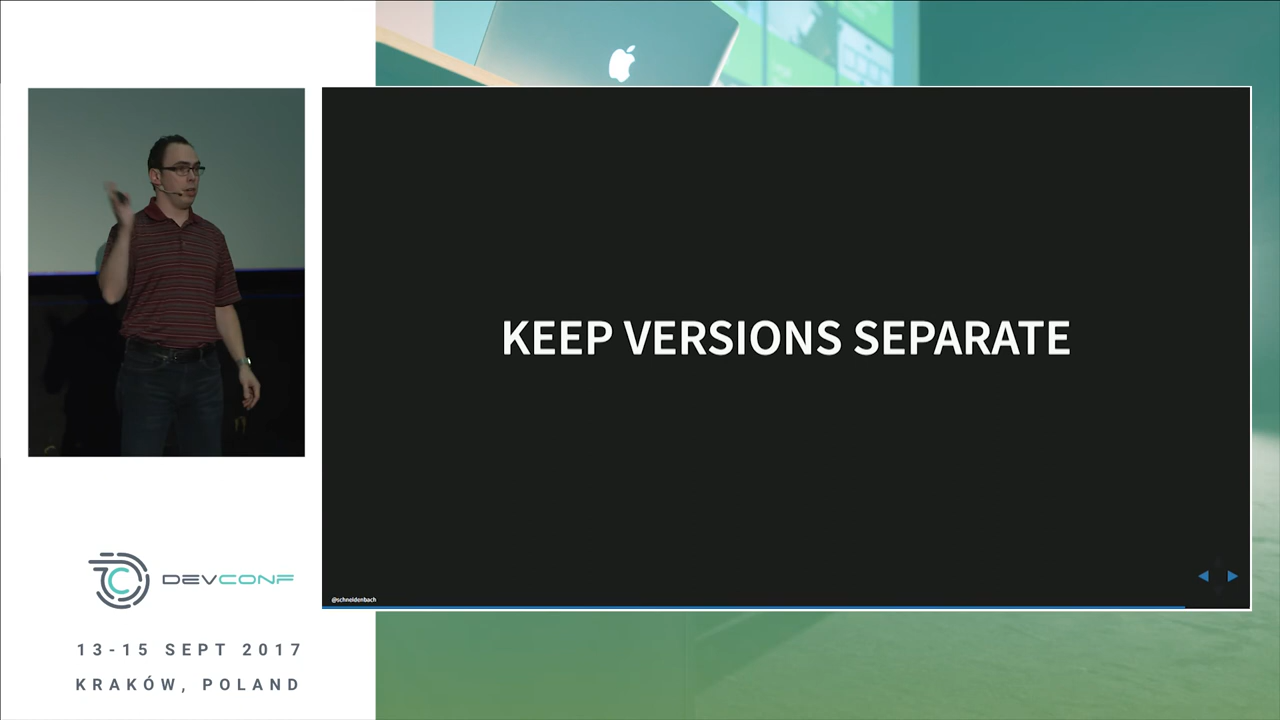 KEEP VERSIONS SEPARATE
@schneidenbach
DEVCONF
13-15 SEPT 2017
KRAKÓW, POLAND